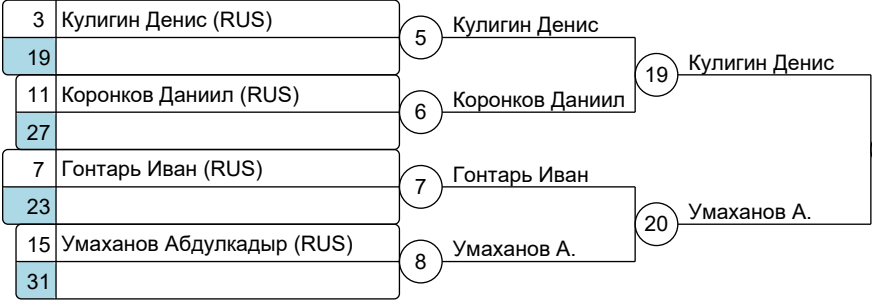 3 Кулигин Денис (RUS)
19
11 Коронков Даниил (RUS)
27
7 Гонтарь Иван (RUS)
23
15 Умаханов Абдулкадыр (RUS)
31
5 Кулигин Денис
6 Коронков Даниил
7 Гонтарь Иван
8 Умаханов А.
19 Кулигин Денис
20 Умаханов А.